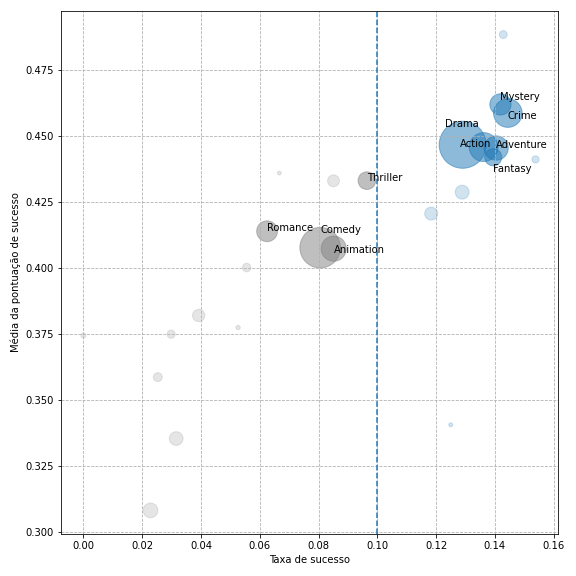 Média da pontuação de sucesso
0.475
0.450
0.425
0.400
0.375
0.350
0.325
0.300
Mystery
Crime
Drama
Action
Adventure
Fantasy
Thriller
Romance
Comedy
Animation
0.00 0.02 0.04 0.06 0.08 0.10 0.12 0.14 0.16
Taxa de sucesso